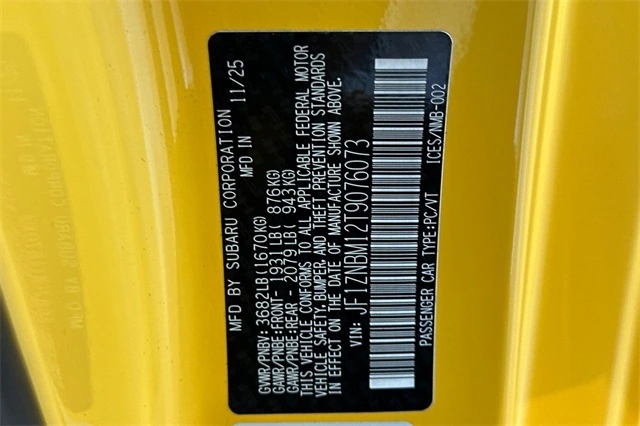 MFD BY SUBARU CORPORATION 11/25
MFD IN
GVWR/PNBV:3682LB(1670KG)
GAWR/PNBE:FRONT- 1931LB( 876KG)
GAWR/PNBE:REAR - 2079LB( 943KG)
THIS VEHICLE CONFORMS TO ALL APPLICABLE FEDERAL MOTOR
VEHICLE SAFETY, BUMPER, AND THEFT PREVENTION STANDARDS
IN EFFECT ON THE DATE OF MANUFACTURE SHOWN ABOVE.
VIN: JF1ZNBM12T9076073
PASSENGER CAR TYPE:PC/VT ICES/NMB-002